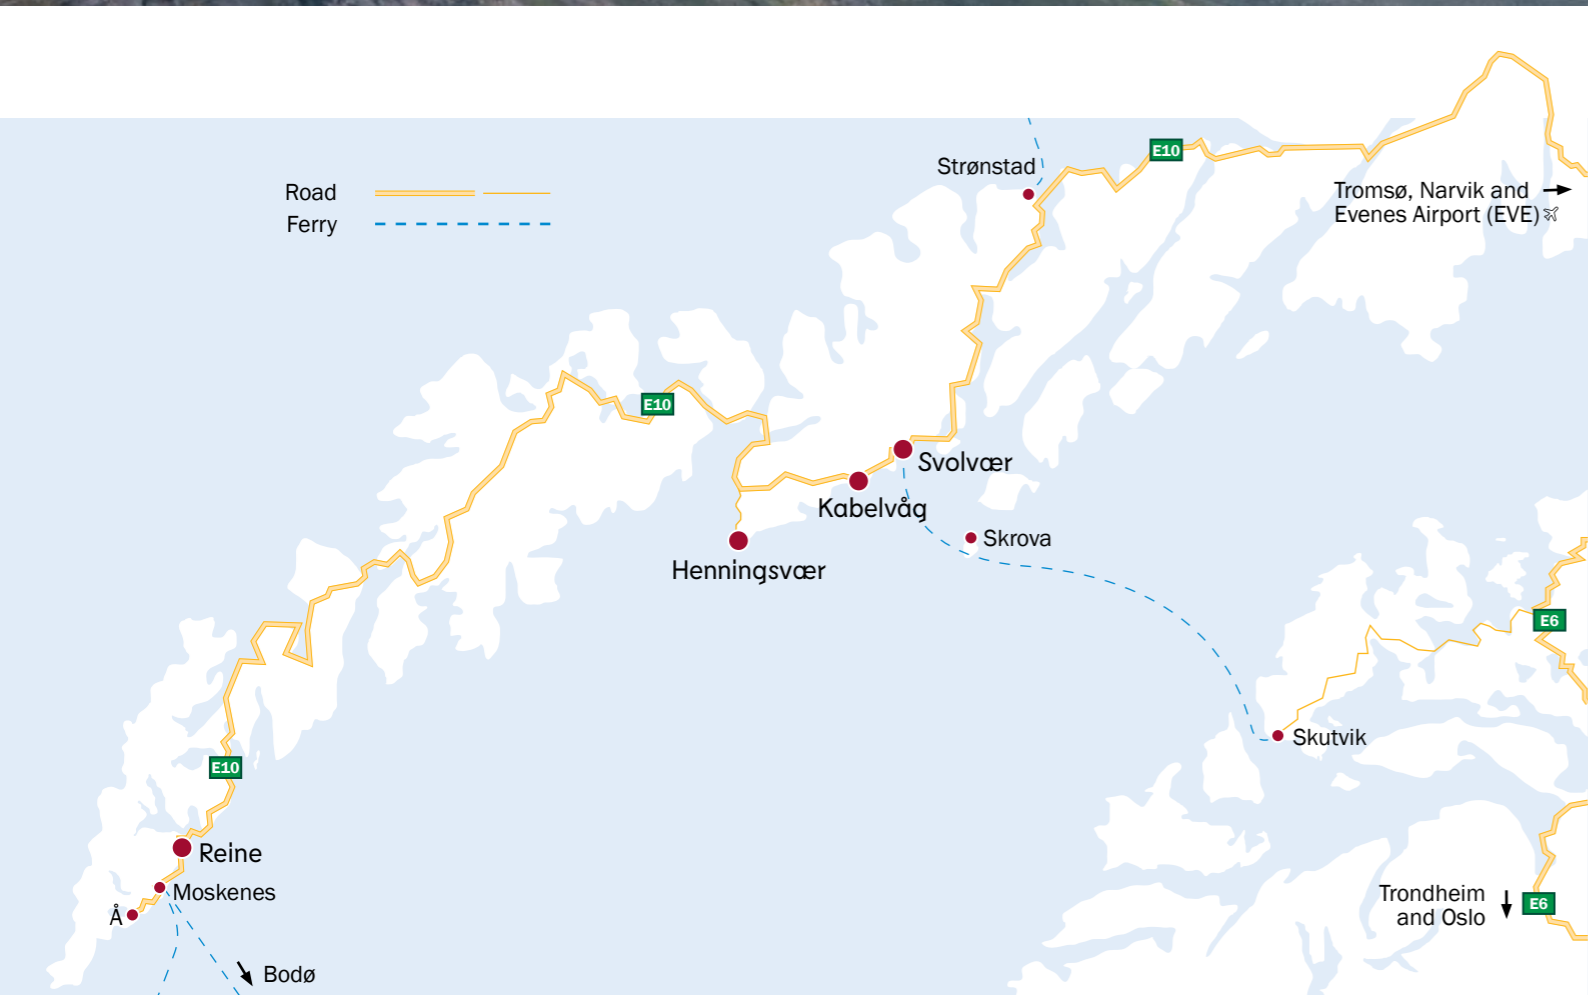 E10
Strønstad
Road
Tromsø, Narvik and
Evenes Airport (EVE)
Ferry
E10
Svolvær
Kabelvåg
Skrova
Henningsvær
E6
Skutvik
E10
Reine
Moskenes
Trondheim
and Oslo
E6
Å
Bodø